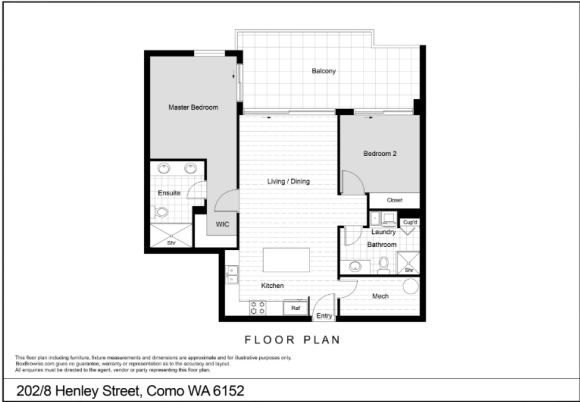 Balcony
Master Bedroom
Bedroom 2
Living / Dining
Ensuite
Closet
WIC
Cup'd
Laundry
Bathroom
Shr
Shr
Kitchen
Mech
Ref
Entry
FLOOR PLAN
This floor plan including furniture, fixture measurements and dimensions are approximate and for illustrative purposes only.
BoxBrownie.com gives no guarantee, warranty or representation as to the accuracy and layout.
All enquiries must be directed to the agent, vendor or party representing this floor plan.
202/8 Henley Street, Como WA 6152